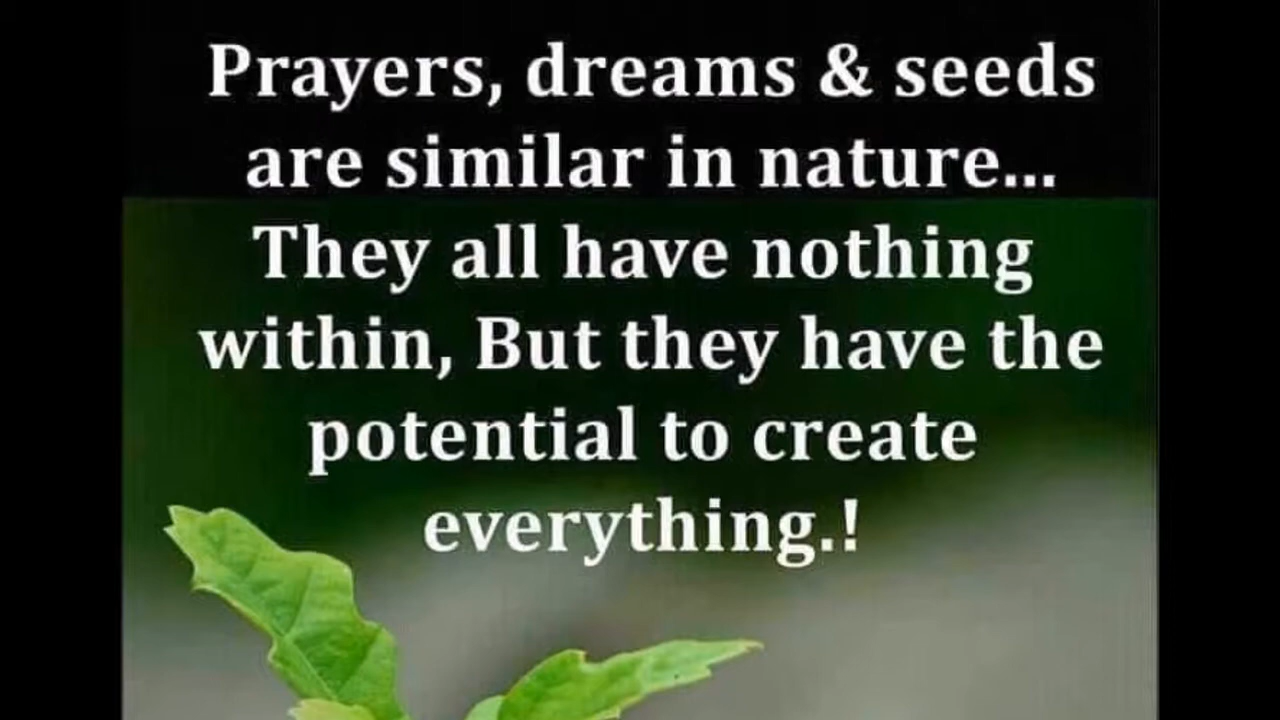 Prayers, dreams & seeds
are similar in nature...
They all have nothing
within, But they have the
potential to create
everything.!